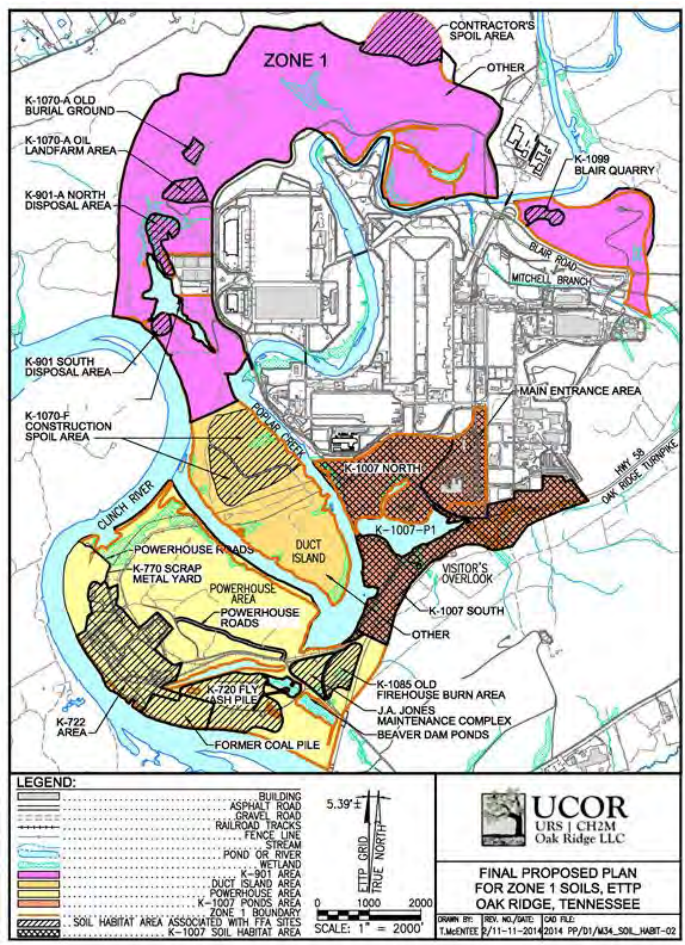 ZONE 1
CONTRACTOR'S
SPOIL AREA
OTHER
K-1070-A OLD
BURIAL GROUND
K-1070-A OIL
LANDFARM AREA
K-901-A NORTH
DISPOSAL AREA
K-1099
BLAIR QUARRY
BLAIR ROAD
MITCHELL BRANCH
K-901 SOUTH
DISPOSAL AREA
MAIN ENTRANCE AREA
K-1070-F
CONSTRUCTION
SPOIL AREA
POPLAR CREEK
K-1007 NORTH
HWY 58
OAK RIDGE TURNPIKE
CLINCH RIVER
K-1007-P1
DUCT
ISLAND
POWERHOUSE ROADS
K-770 SCRAP
METAL YARD
POWERHOUSE
AREA
POWERHOUSE
ROADS
VISITOR'S
OVERLOOK
K-1007 SOUTH
OTHER
K-720 FLY
ASH PILE
K-1085 OLD
FIREHOUSE BURN AREA
J.A. JONES
MAINTENANCE COMPLEX
BEAVER DAM PONDS
K-722
AREA
FORMER COAL PILE
LEGEND:
BUILDING
ASPHALT ROAD
GRAVEL ROAD
RAILROAD TRACKS
FENCE LINE
STREAM
POND OR RIVER
WETLAND
K-901 AREA
DUCT ISLAND AREA
POWERHOUSE AREA
K-1007 PONDS AREA
ZONE 1 BOUNDARY
SOIL HABITAT AREA ASSOCIATED WITH FFA SITES
K-1007 SOIL HABITAT AREA
5.39°±
ETTP GRID
TRUE NORTH
0 1000 2000
SCALE: 1" = 2000'
UCOR
URS | CH2M
Oak Ridge LLC
FINAL PROPOSED PLAN
FOR ZONE 1 SOILS, ETTP
OAK RIDGE, TENNESSEE
DRAWN BY: REV. NO./DATE: CAD FILE:
T.McENTEE 2/11-11-2014 2014 PP/D1/M34_SOIL_HABIT-02